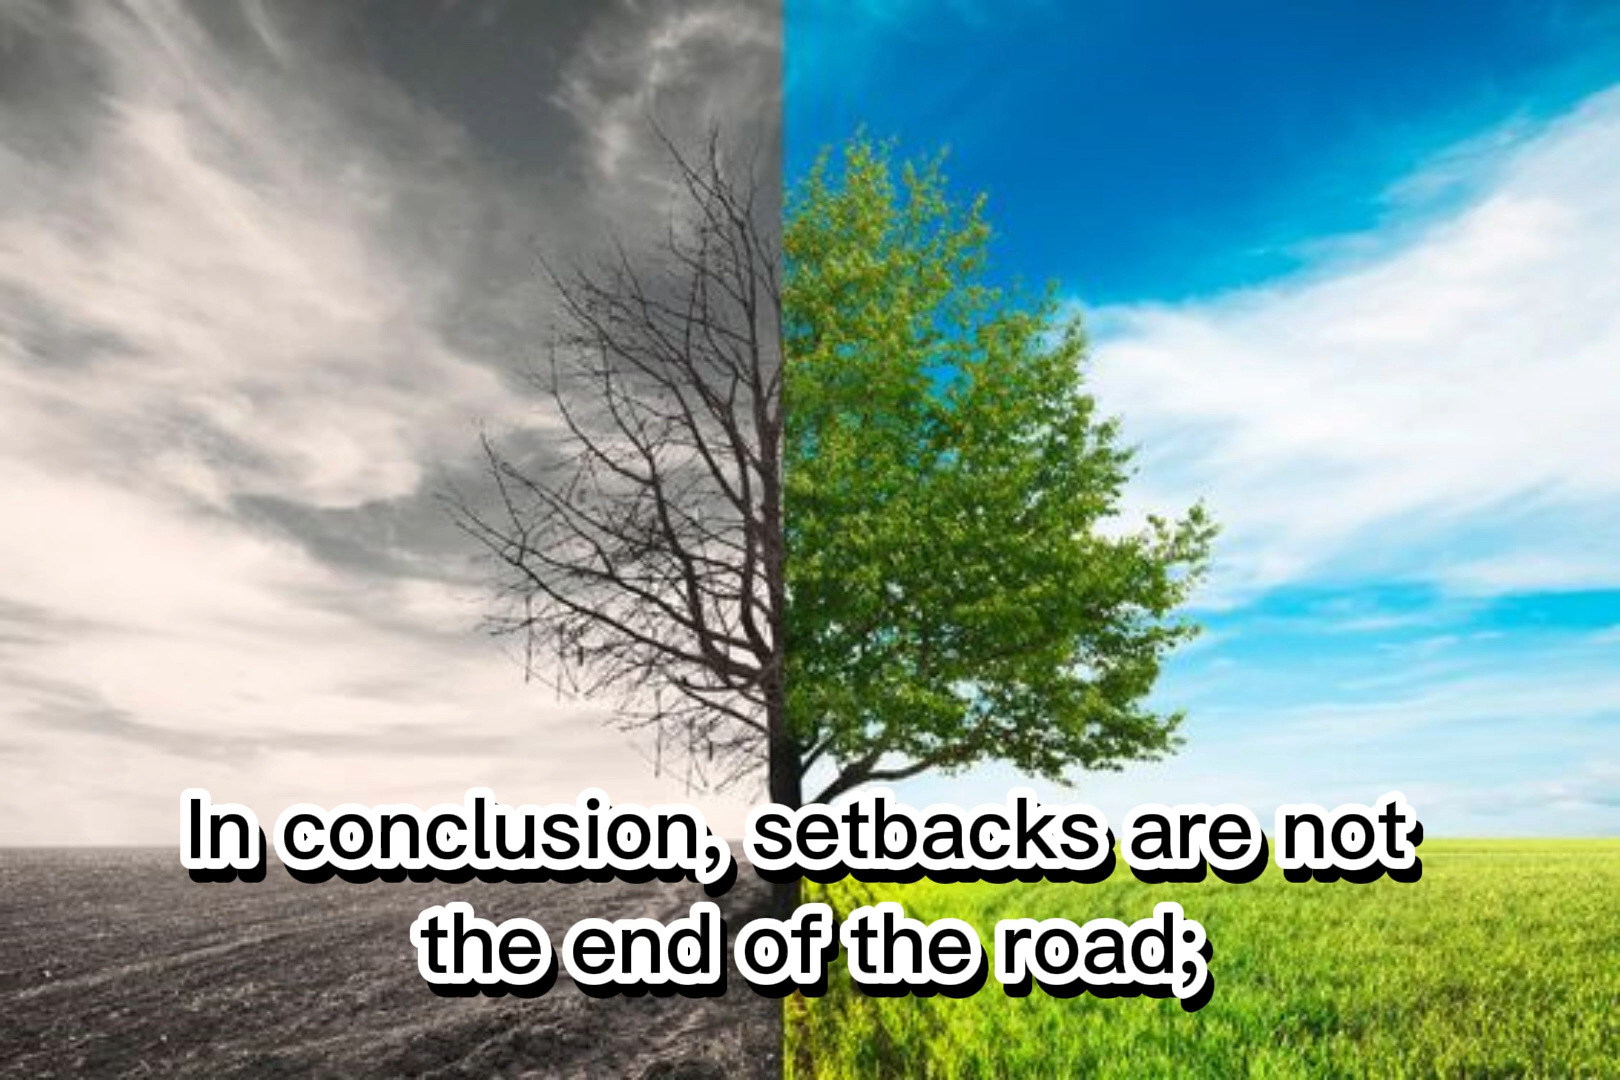 In conclusion, setbacks are not
the end of the road;